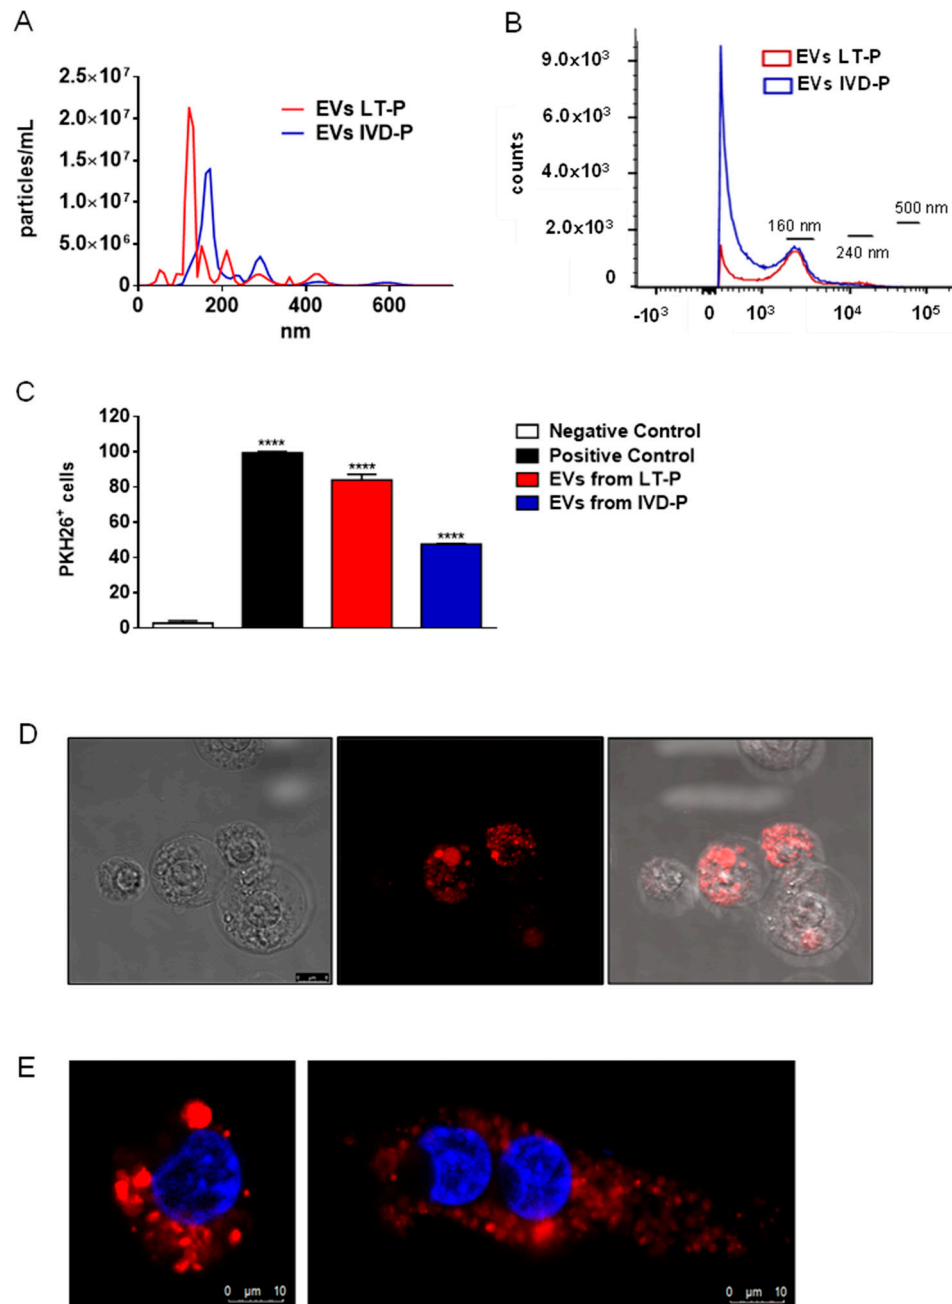 A
2.5×10⁷
2.0×10⁷
1.5×10⁷
1.0×10⁷
5.0×10⁶
0
particles/mL
0 200 400 600
nm
EVs LT-P
EVs IVD-P
B
9.0×10³
6.0×10³
4.0×10³
2.0×10³
0
counts
EVs LT-P
EVs IVD-P
160 nm
240 nm
500 nm
-10³ 0 10³ 10⁴ 10⁵
C
120
100
80
60
40
20
0
PKH26⁺ cells
****
****
****
Negative Control
Positive Control
EVs from LT-P
EVs from IVD-P
D
E
0 µm 10
0 µm 10